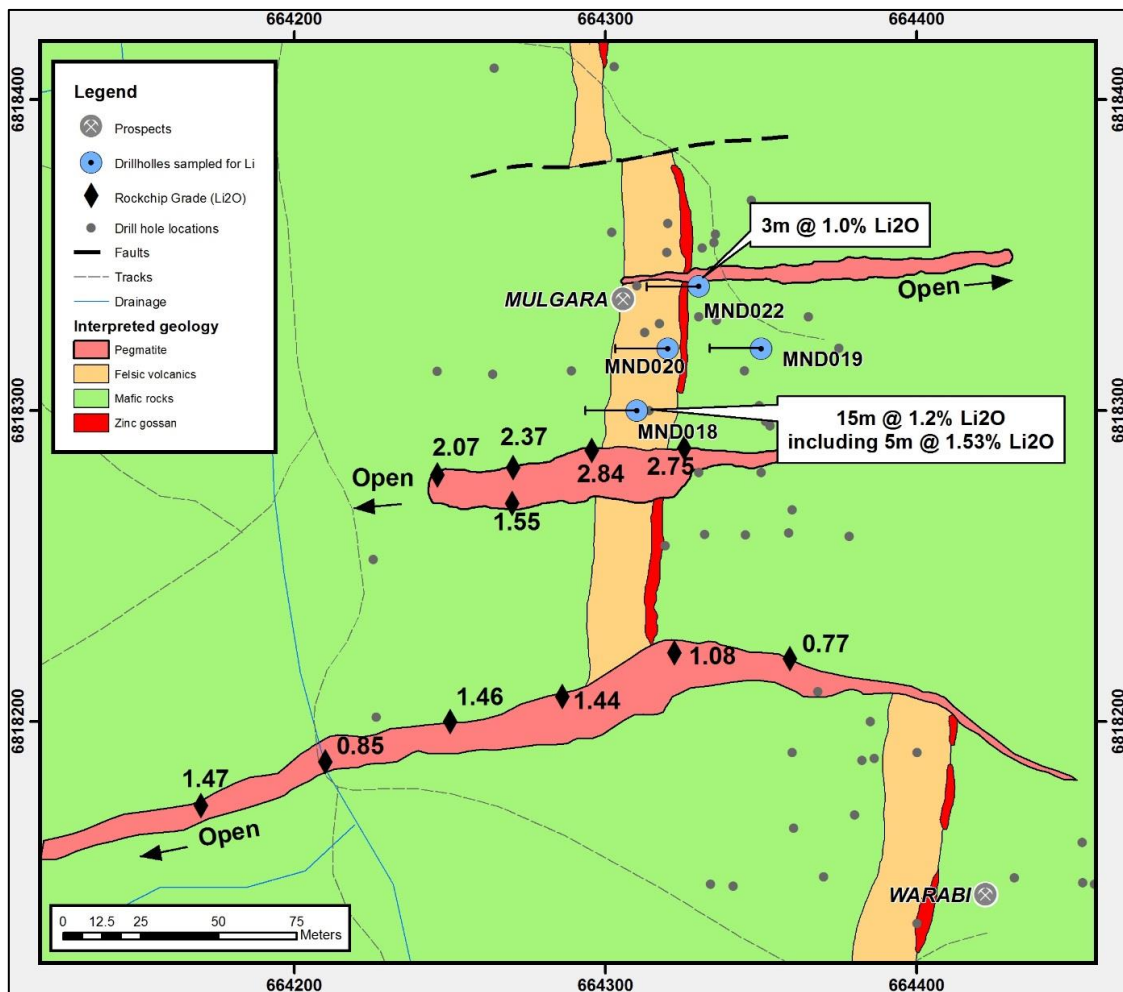 664200
664300
664400
6818400
6818400
Legend
Prospects
Drillholes sampled for Li
Rockchip Grade (Li2O)
Drill hole locations
Faults
Tracks
Drainage
Interpreted geology
Pegmatite
Felsic volcanics
Mafic rocks
Zinc gossan
3m @ 1.0% Li2O
Open
MULGARA
MND022
MND020
MND019
6818300
6818300
15m @ 1.2% Li2O
including 5m @ 1.53% Li2O
MND018
2.07
2.37
2.84
2.75
Open
1.55
1.08
0.77
1.46
1.44
6818200
6818200
0.85
1.47
Open
WARABI
0 12.5 25 50 75
Meters
664200
664300
664400